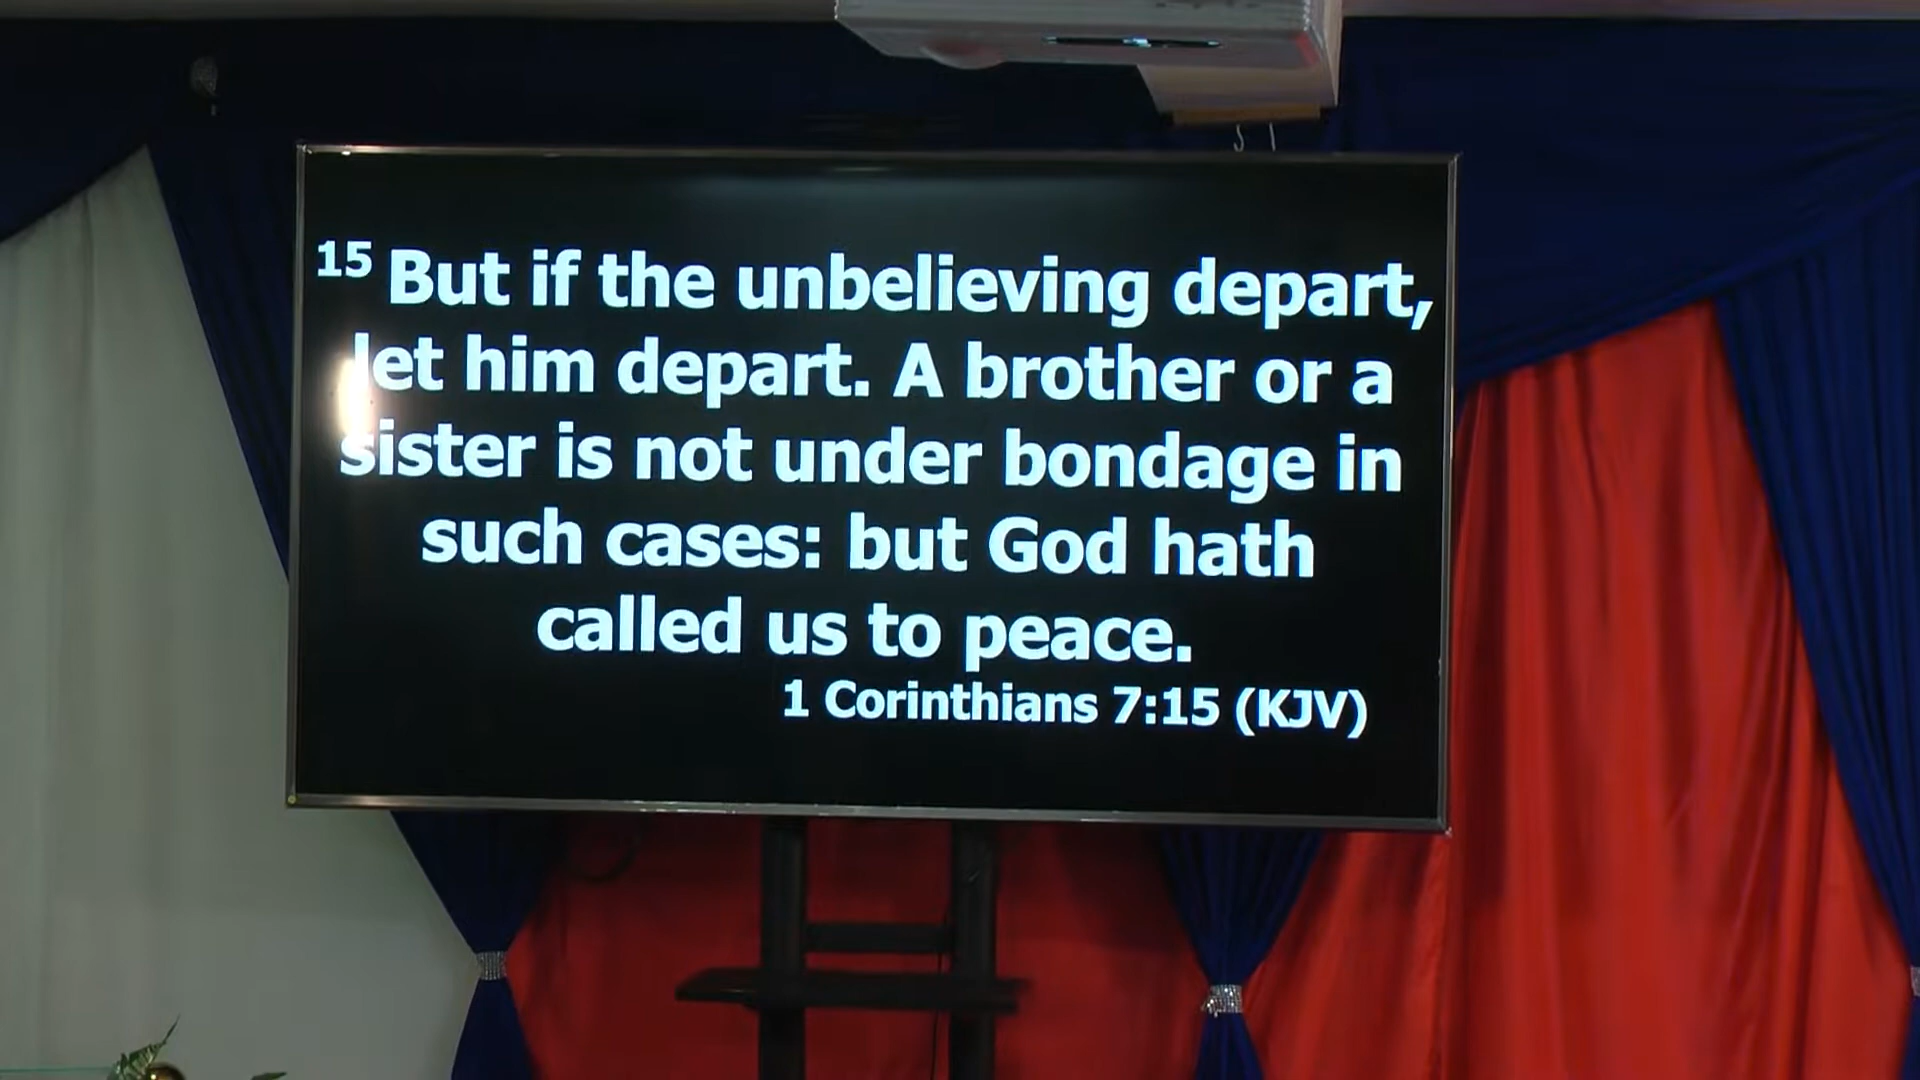 15 But if the unbelieving depart,
let him depart. A brother or a
sister is not under bondage in
such cases: but God hath
called us to peace.
1 Corinthians 7:15 (KJV)